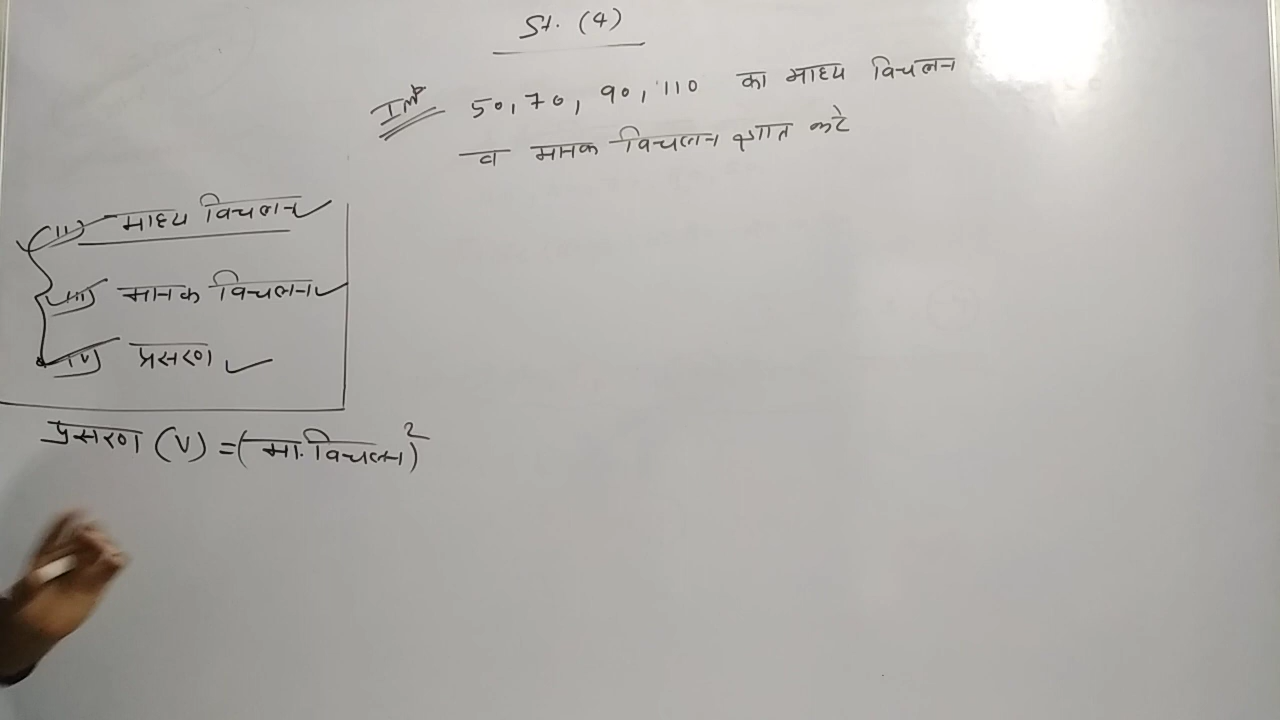 St. (4)
Imp 50, 70, 90, 110 का माध्य विचलन
व मानक विचलन ज्ञात करे
(ii) माध्य विचलन
(iii) मानक विचलन
(iv) प्रसरण
प्रसरण (V) = (मा. विचलन)²